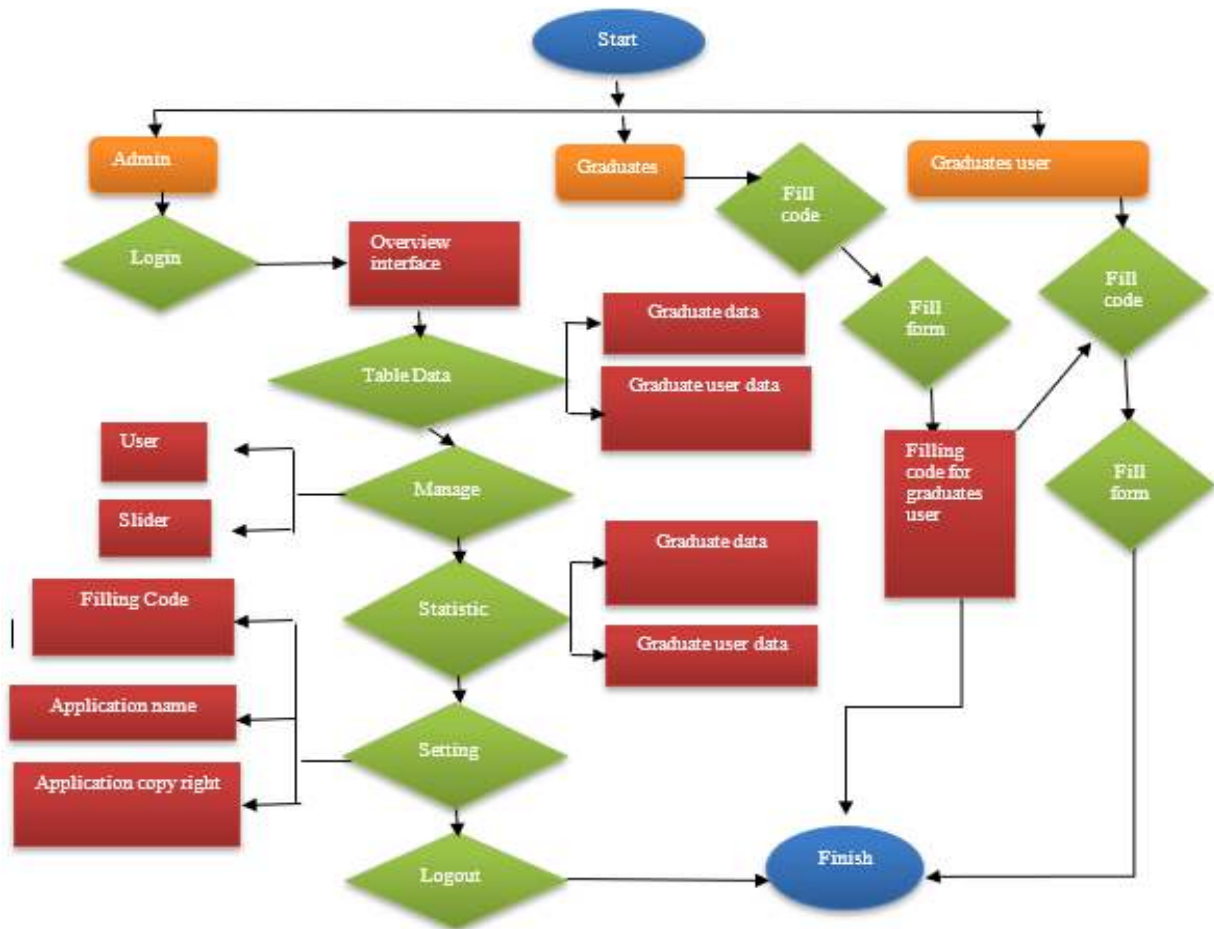 Start
Admin
Graduates
Graduates user
Fill
code
Login
Overview
interface
Fill
code
Fill
form
Graduate data
Table Data
Graduate user data
User
Filling
code for
graduates
user
Fill
form
Manage
Slider
Graduate data
Filling Code
Statistic
Graduate user data
Application name
Setting
Application copy right
Finish
Logout